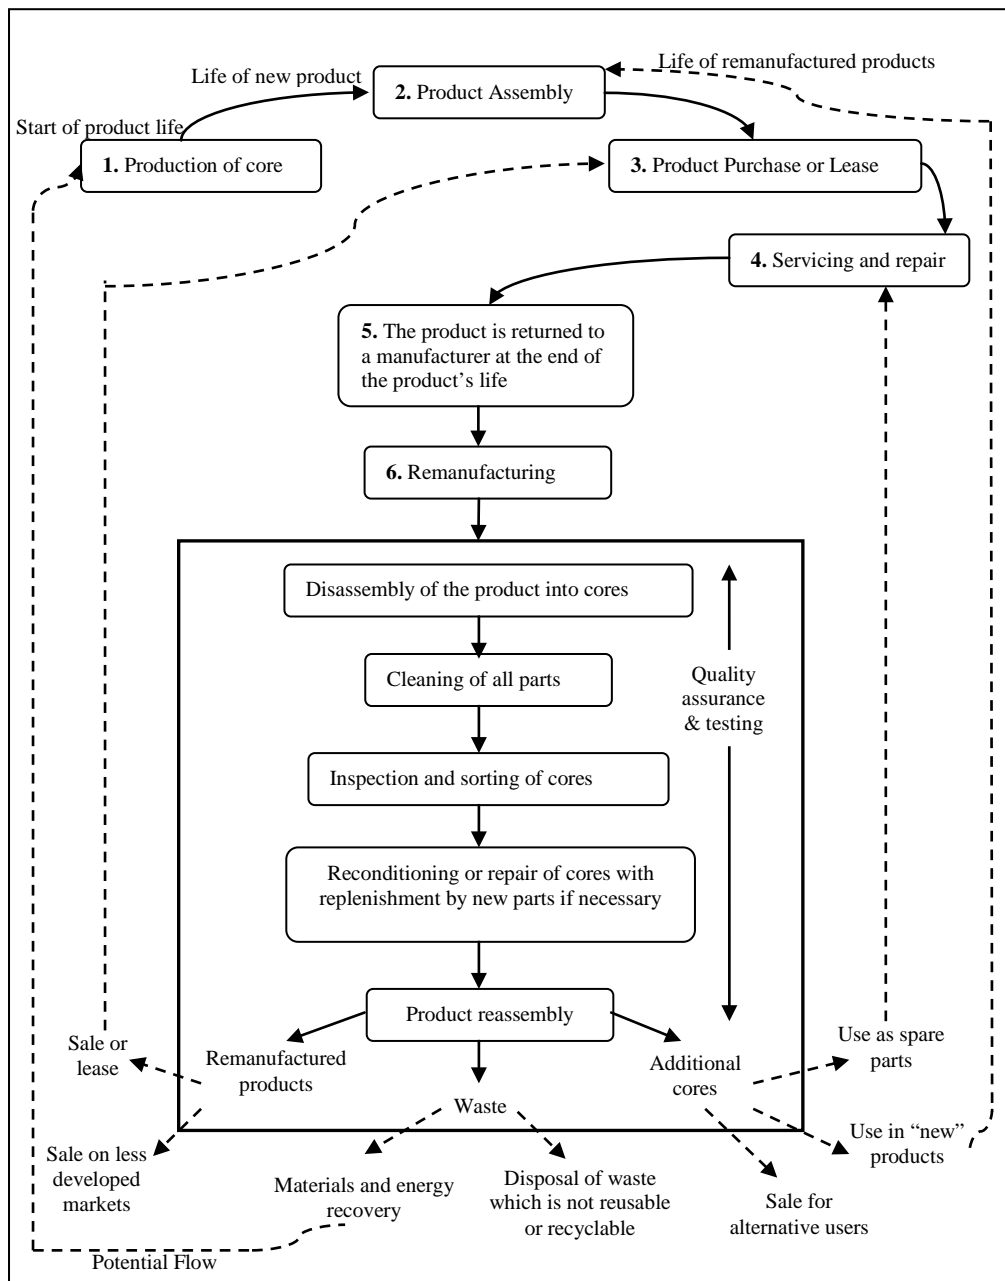 Life of remanufactured products
Life of new product
2. Product Assembly
Start of product life
1. Production of core
3. Product Purchase or Lease
4. Servicing and repair
5. The product is returned to
a manufacturer at the end of
the product’s life
6. Remanufacturing
Disassembly of the product into cores
Cleaning of all parts
Quality
assurance
& testing
Inspection and sorting of cores
Reconditioning or repair of cores with
replenishment by new parts if necessary
Product reassembly
Sale or
lease
Remanufactured
products
Waste
Additional
cores
Use as spare
parts
Sale on less
developed
markets
Materials and energy
recovery
Disposal of waste
which is not reusable
or recyclable
Sale for
alternative users
Use in “new”
products
Potential Flow